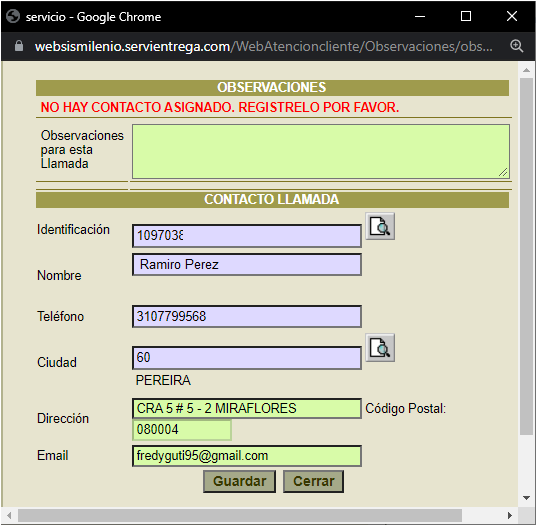 servicio - Google Chrome
websismilenio.servientrega.com/WebAtencioncliente/Observaciones/obs...
OBSERVACIONES
NO HAY CONTACTO ASIGNADO. REGISTRELO POR FAVOR.
Observaciones
para esta
Llamada
CONTACTO LLAMADA
Identificación 1097038
Nombre Ramiro Perez
Teléfono 3107799568
Ciudad 60
PEREIRA
Dirección CRA 5 # 5 - 2 MIRAFLORES Código Postal:
080004
Email fredyguti95@gmail.com
Guardar Cerrar